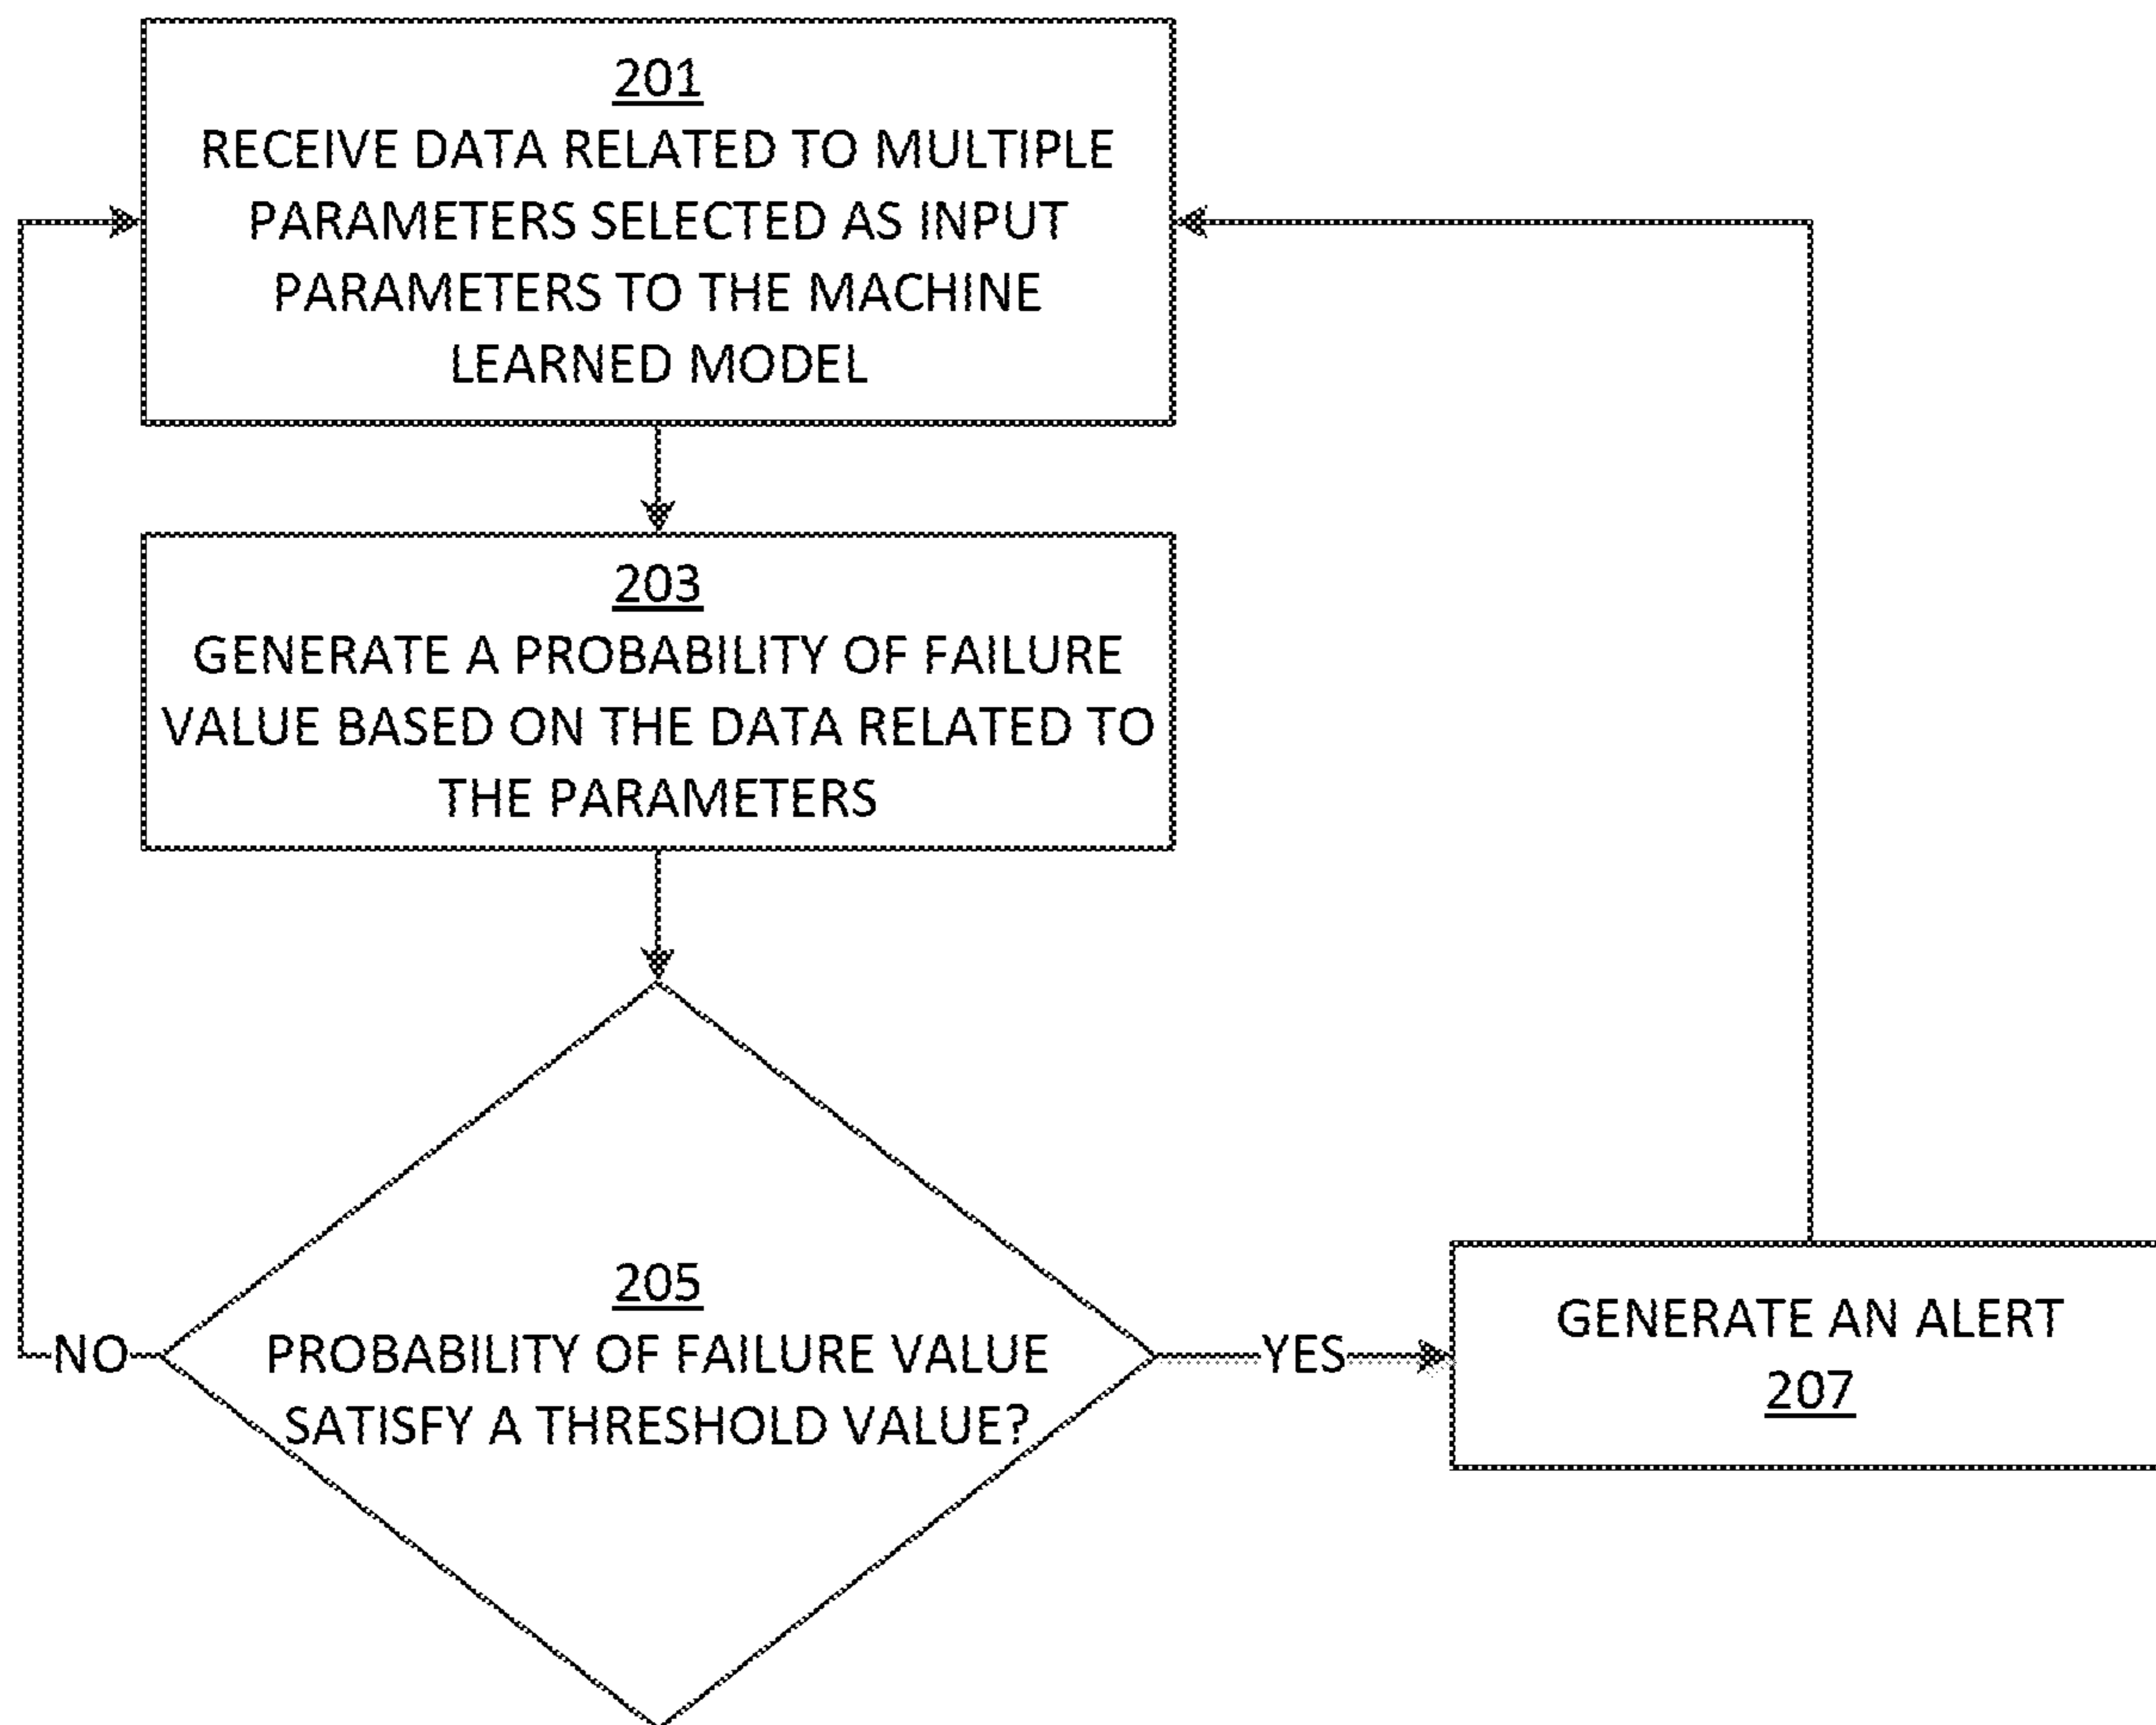 201
RECEIVE DATA RELATED TO MULTIPLE
PARAMETERS SELECTED AS INPUT
PARAMETERS TO THE MACHINE
LEARNED MODEL
203
GENERATE A PROBABILITY OF FAILURE
VALUE BASED ON THE DATA RELATED TO
THE PARAMETERS
205
PROBABILITY OF FAILURE VALUE
SATISFY A THRESHOLD VALUE?
NO
YES
GENERATE AN ALERT
207